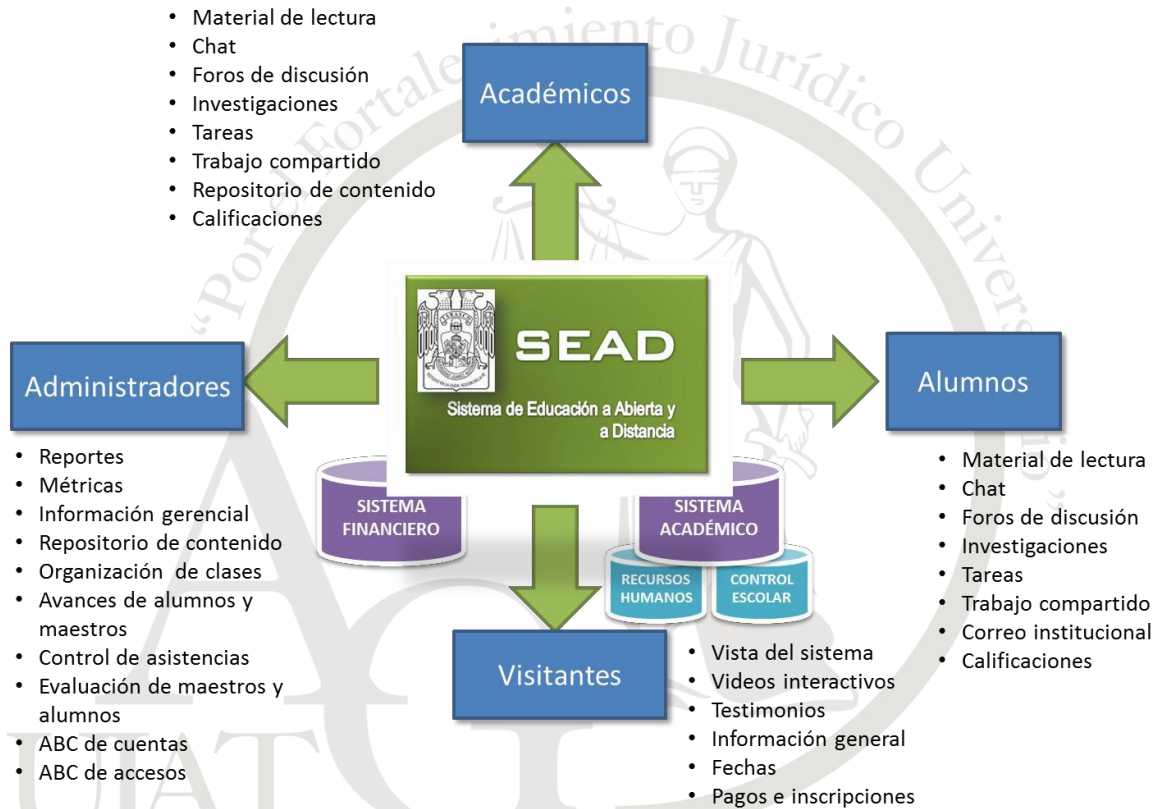 • Material de lectura
• Chat
• Foros de discusión
• Investigaciones
• Tareas
• Trabajo compartido
• Repositorio de contenido
• Calificaciones
Académicos
SEAD
Sistema de Educación a Abierta y
a Distancia
Administradores
• Reportes
• Métricas
• Información gerencial
• Repositorio de contenido
• Organización de clases
• Avances de alumnos y
maestros
• Control de asistencias
• Evaluación de maestros y
alumnos
• ABC de cuentas
• ABC de accesos
SISTEMA
FINANCIERO
SISTEMA
ACADÉMICO
RECURSOS
HUMANOS
CONTROL
ESCOLAR
Alumnos
• Material de lectura
• Chat
• Foros de discusión
• Investigaciones
• Tareas
• Trabajo compartido
• Correo institucional
• Calificaciones
Visitantes
• Vista del sistema
• Videos interactivos
• Testimonios
• Información general
• Fechas
• Pagos e inscripciones
"Por el Jurídico
UJAT